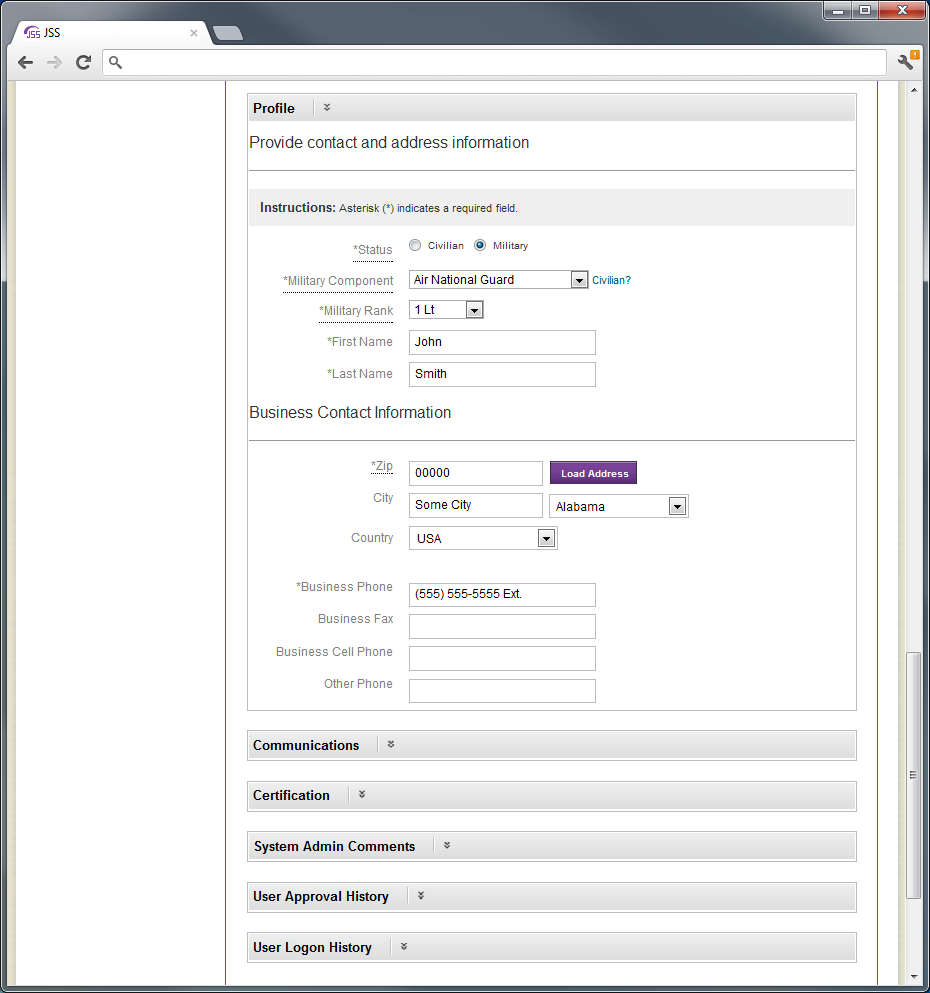 JSS JSS
Profile
Provide contact and address information
Instructions: Asterisk (*) indicates a required field.
*Status Civilian Military
*Military Component Air National Guard Civilian?
*Military Rank 1 Lt
*First Name John
*Last Name Smith
Business Contact Information
*Zip 00000 Load Address
City Some City Alabama
Country USA
*Business Phone (555) 555-5555 Ext.
Business Fax
Business Cell Phone
Other Phone
Communications
Certification
System Admin Comments
User Approval History
User Logon History